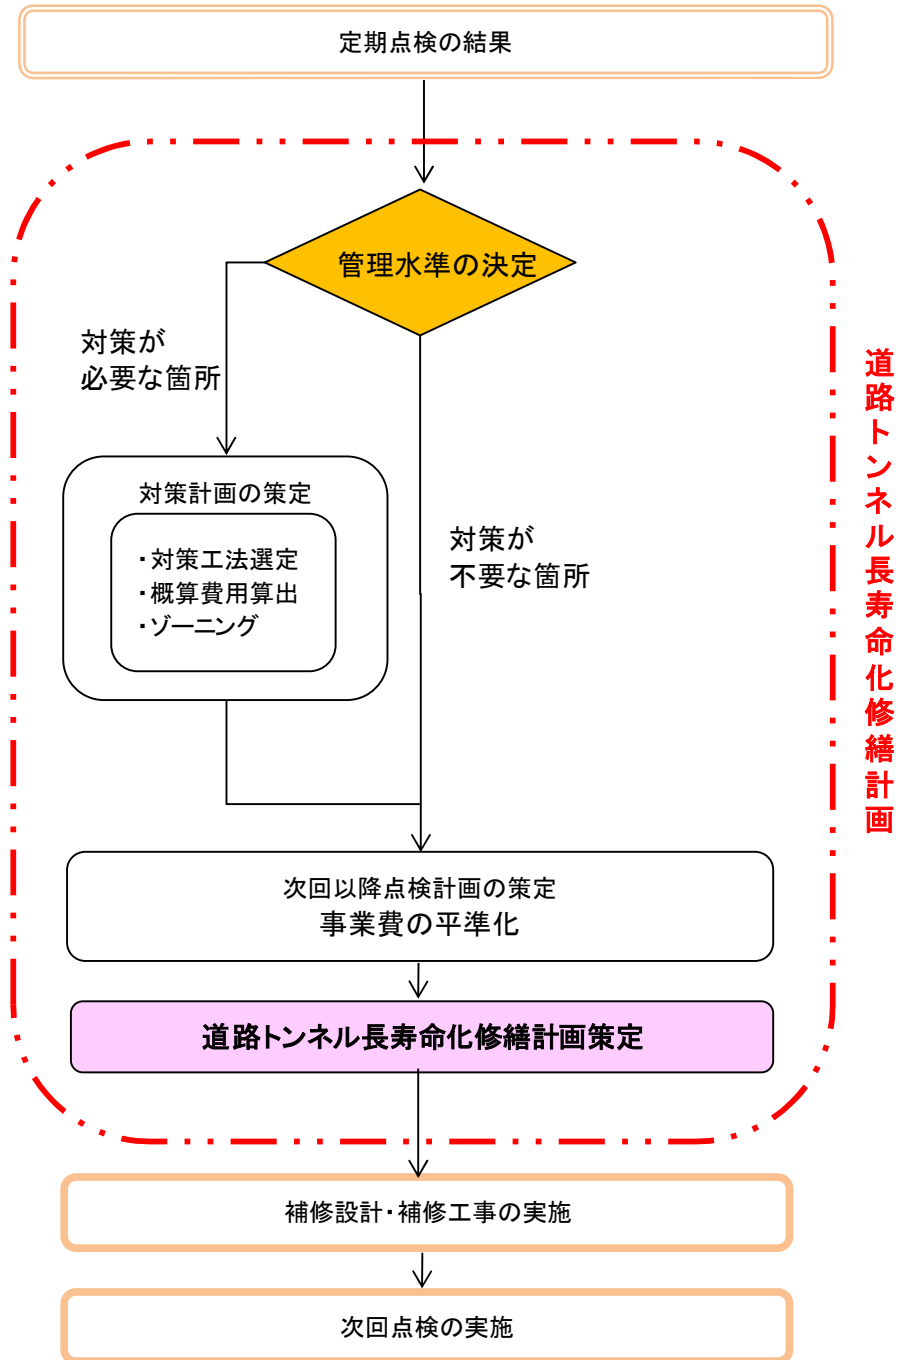 定期点検の結果
管理水準の決定
対策が
必要な箇所
対策計画の策定
・対策工法選定
・概算費用算出
・ゾーニング
対策が
不要な箇所
次回以降点検計画の策定
事業費の平準化
道路トンネル長寿命化修繕計画策定
道路トンネル長寿命化修繕計画
補修設計・補修工事の実施
次回点検の実施